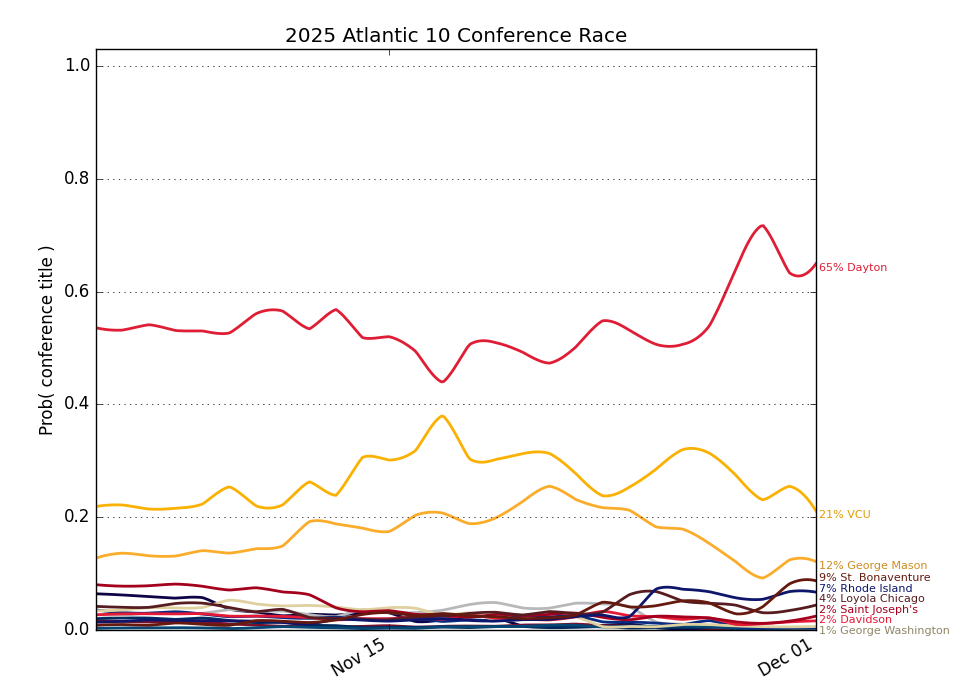 2025 Atlantic 10 Conference Race
Prob( conference title )
1.0
0.8
0.6
0.4
0.2
0.0
Nov 15
Dec 01
65% Dayton
21% VCU
12% George Mason
9% St. Bonaventure
7% Rhode Island
4% Loyola Chicago
2% Saint Joseph's
2% Davidson
1% George Washington